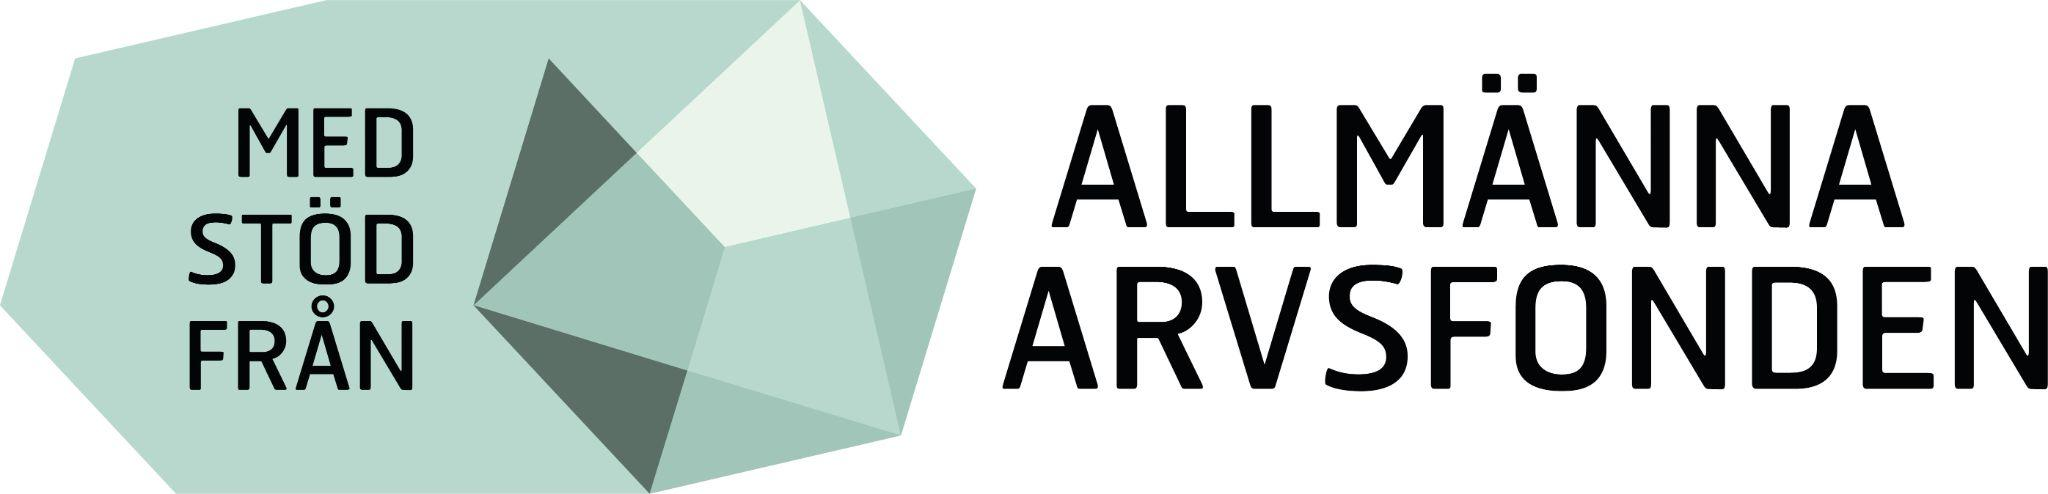 MED
STÖD
FRÅN
ALLMÄNNA
ARVSFONDEN